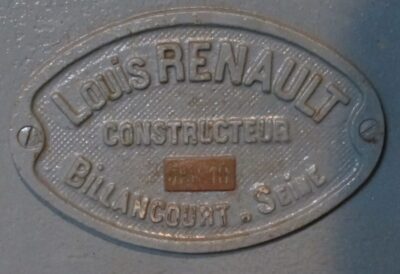 Louis RENAULT
CONSTRUCTEUR
BILLANCOURT . SEINE